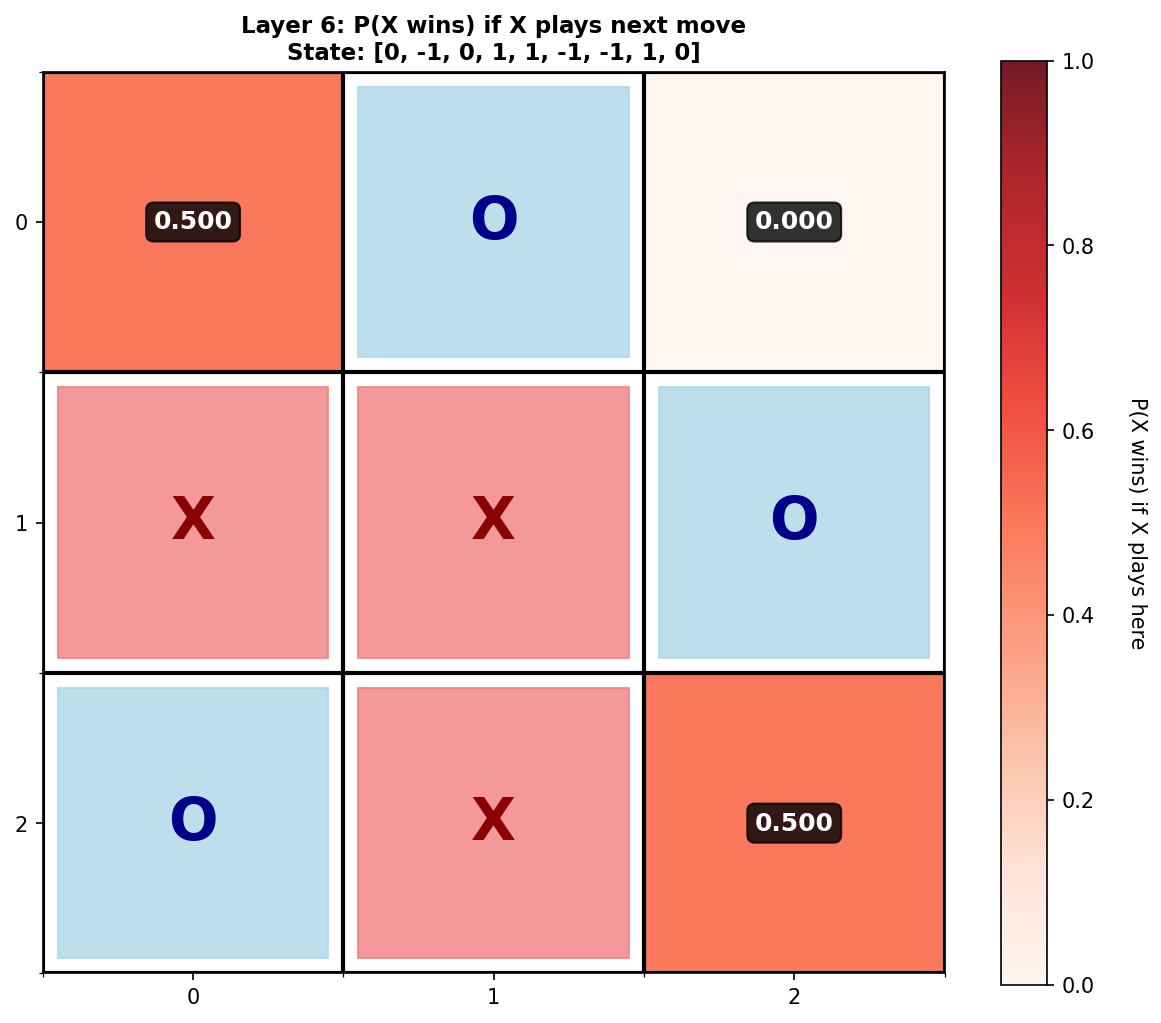 Layer 6: P(X wins) if X plays next move
State: [0, -1, 0, 1, 1, -1, -1, 1, 0]
0 0.500 O 0.000
1 X X O
2 O X 0.500
0 1 2
1.0
0.8
0.6
0.4
0.2
0.0
P(X wins) if X plays here